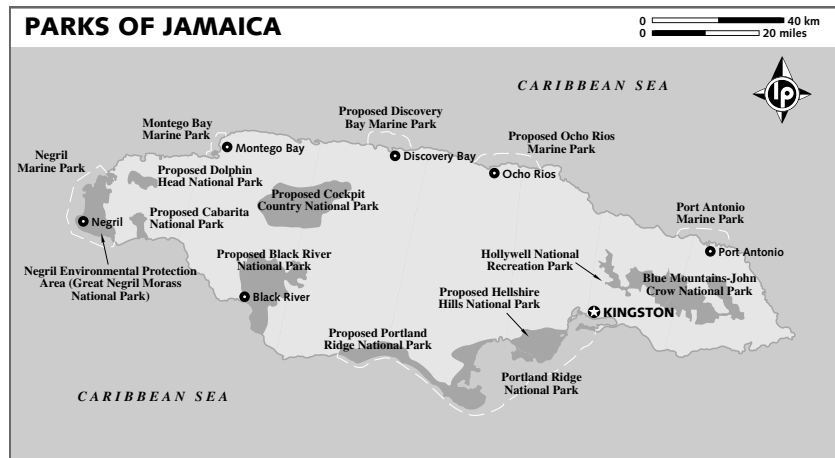 PARKS OF JAMAICA
0 40 km
0 20 miles
CARIBBEAN SEA
lp
Proposed Discovery
Bay Marine Park
Montego Bay
Marine Park
Proposed Ocho Rios
Marine Park
Negril
Marine Park
Montego Bay
Discovery Bay
Ocho Rios
Proposed Dolphin
Head National Park
Proposed Cockpit
Country National Park
Proposed Cabarita
National Park
Negril
Port Antonio
Marine Park
Port Antonio
Hollywell National
Recreation Park
Proposed Black River
National Park
Negril Environmental Protection
Area (Great Negril Morass
National Park)
Blue Mountains-John
Crow National Park
Black River
Proposed Hellshire
Hills National Park
KINGSTON
Proposed Portland
Ridge National Park
Portland Ridge
National Park
CARIBBEAN SEA